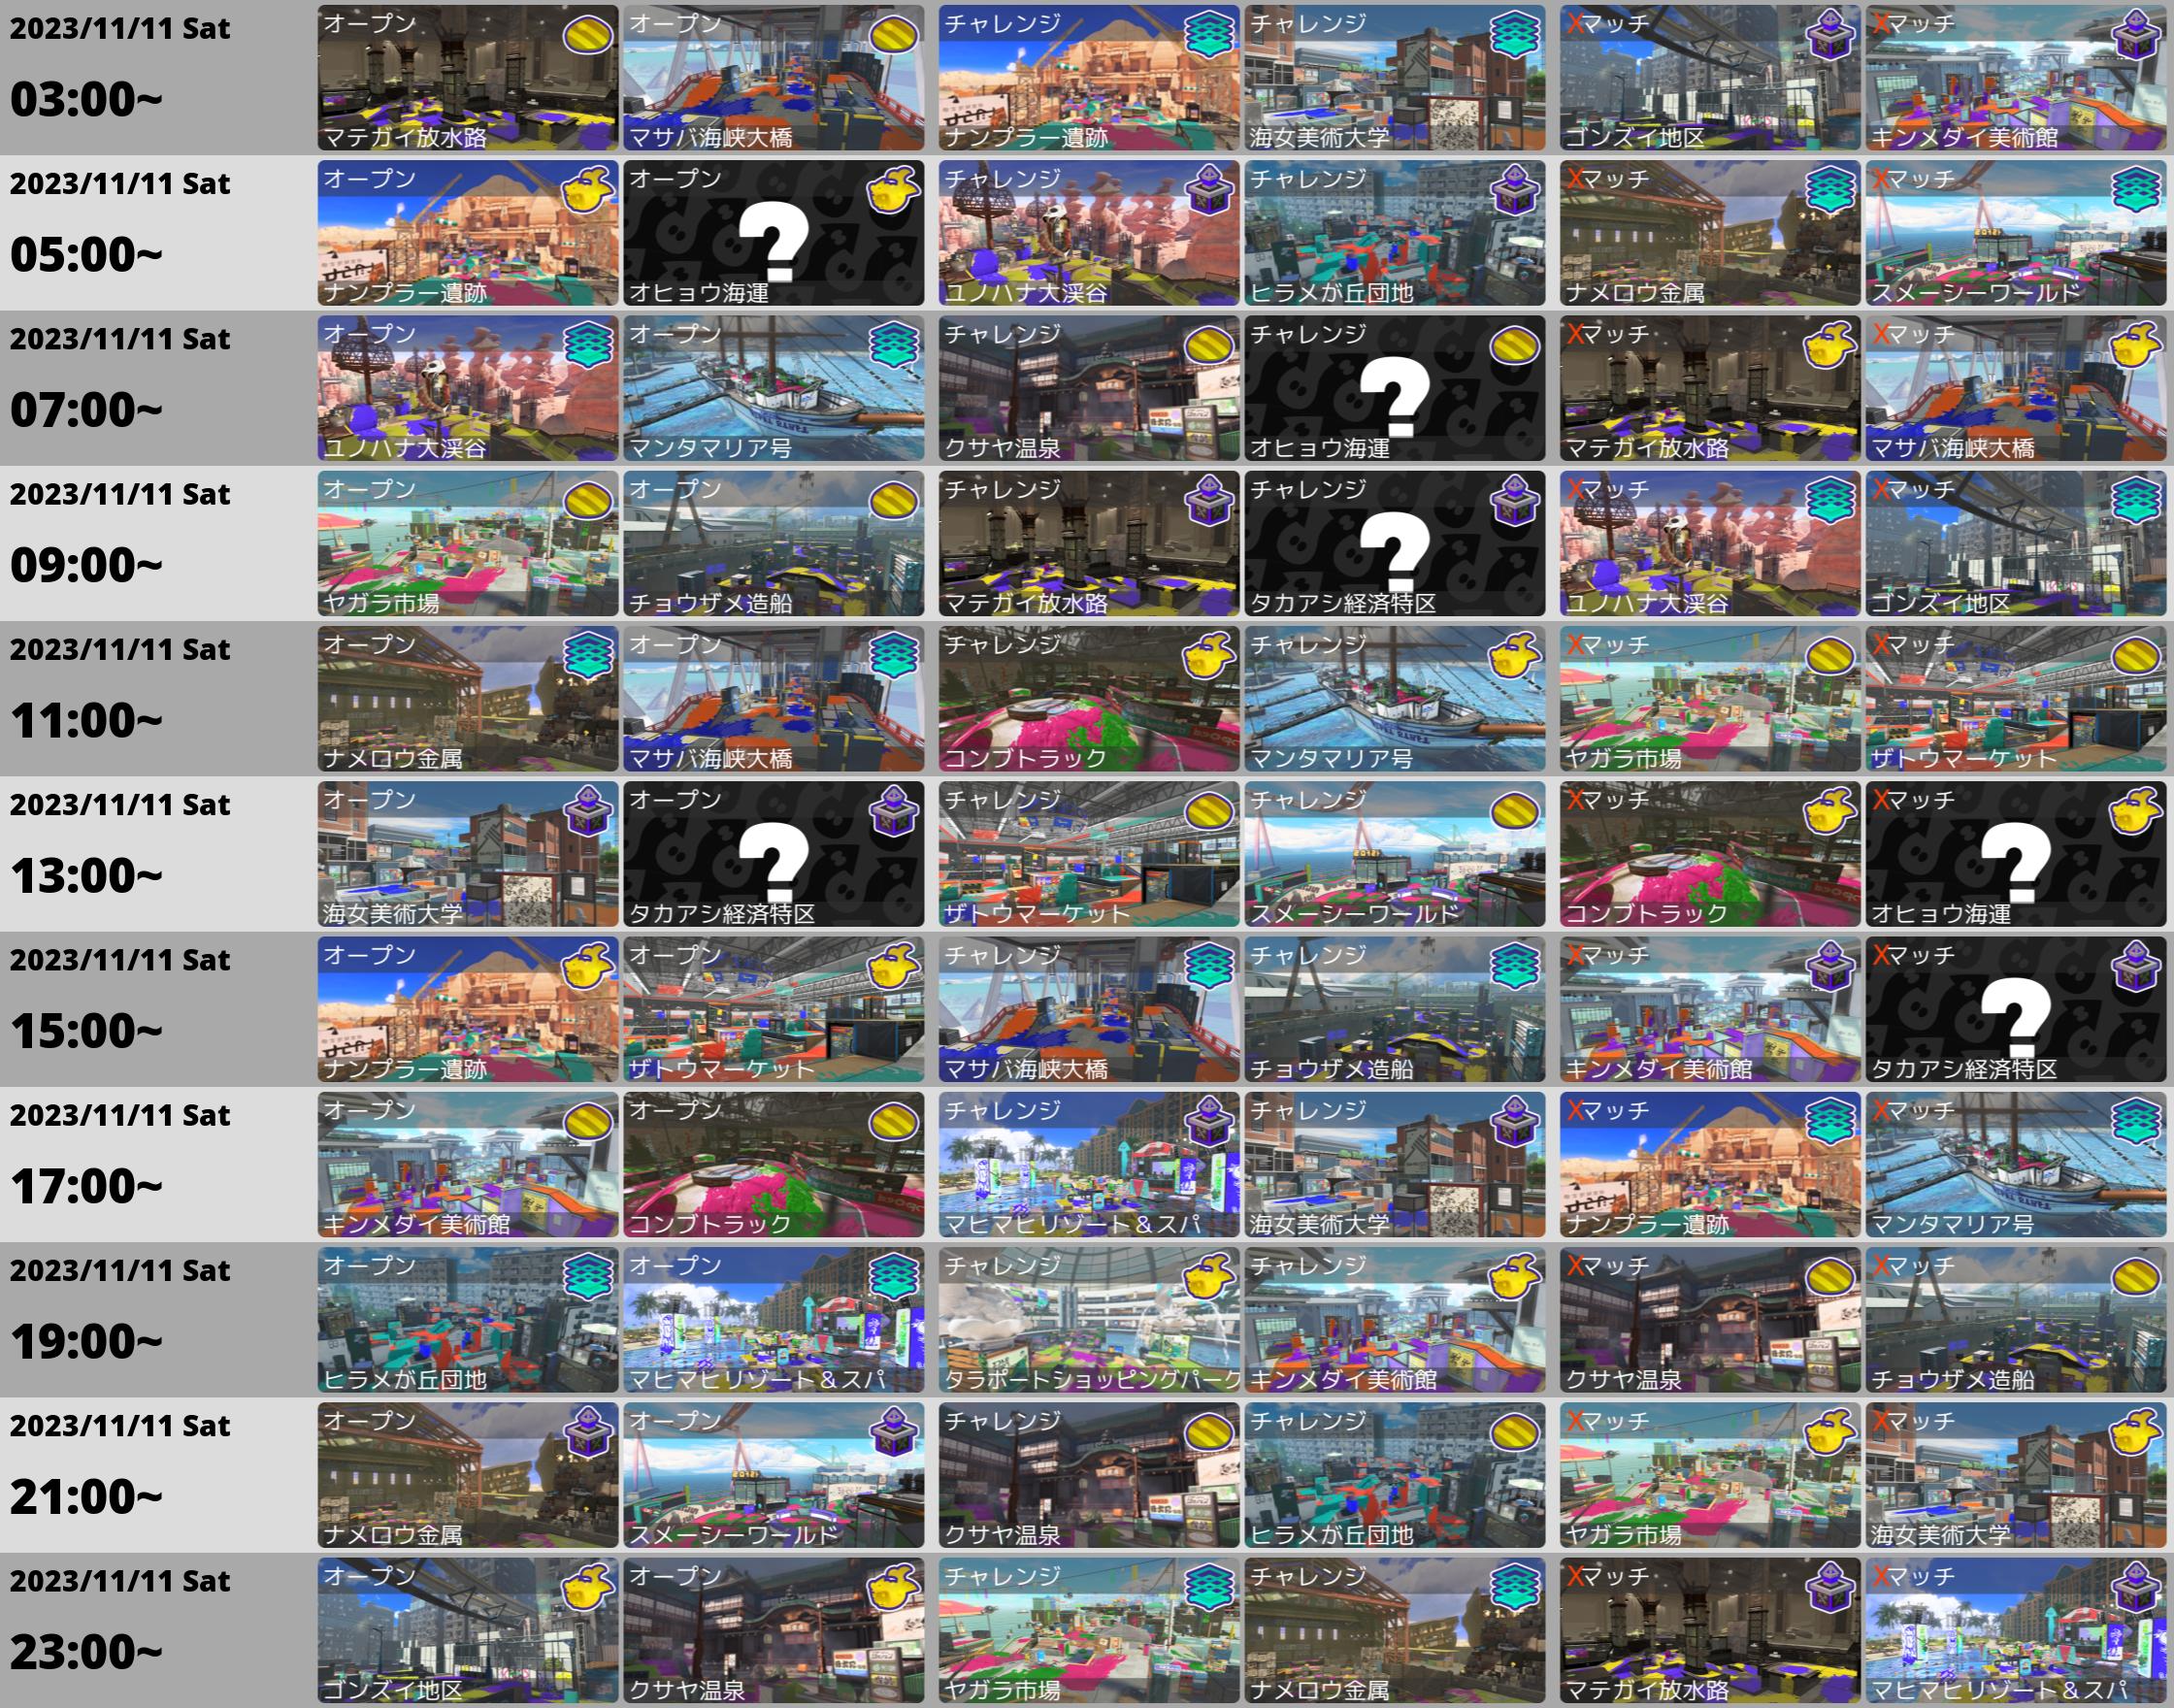 2023/11/11 Sat
03:00~
オープン オープン チャレンジ チャレンジ Xマッチ Xマッチ
マテガイ放水路 マサバ海峡大橋 ナンプラー遺跡 海女美術大学 ゴンズイ地区 キンメダイ美術館
2023/11/11 Sat
05:00~
オープン オープン チャレンジ チャレンジ Xマッチ Xマッチ
?
ナンプラー遺跡 オヒョウ海運 ユノハナ大渓谷 ヒラメが丘団地 ナメロウ金属 スメーシーワールド
2023/11/11 Sat
07:00~
オープン オープン チャレンジ チャレンジ Xマッチ Xマッチ
?
ユノハナ大渓谷 マンタマリア号 クサヤ温泉 オヒョウ海運 マテガイ放水路 マサバ海峡大橋
2023/11/11 Sat
09:00~
オープン オープン チャレンジ チャレンジ Xマッチ Xマッチ
?
ヤガラ市場 チョウザメ造船 マテガイ放水路 タカアシ経済特区 ユノハナ大渓谷 ゴンズイ地区
2023/11/11 Sat
11:00~
オープン オープン チャレンジ チャレンジ Xマッチ Xマッチ
ナメロウ金属 マサバ海峡大橋 コンブトラック マンタマリア号 ヤガラ市場 ザトウマーケット
2023/11/11 Sat
13:00~
オープン オープン チャレンジ チャレンジ Xマッチ Xマッチ
? ?
海女美術大学 タカアシ経済特区 ザトウマーケット スメーシーワールド コンブトラック オヒョウ海運
2023/11/11 Sat
15:00~
オープン オープン チャレンジ チャレンジ Xマッチ Xマッチ
?
ナンプラー遺跡 ザトウマーケット マサバ海峡大橋 チョウザメ造船 キンメダイ美術館 タカアシ経済特区
2023/11/11 Sat
17:00~
オープン オープン チャレンジ チャレンジ Xマッチ Xマッチ
キンメダイ美術館 コンブトラック マヒマヒリゾート＆スパ 海女美術大学 ナンプラー遺跡 マンタマリア号
2023/11/11 Sat
19:00~
オープン オープン チャレンジ チャレンジ Xマッチ Xマッチ
ヒラメが丘団地 マヒマヒリゾート＆スパ タラポートショッピングパーク キンメダイ美術館 クサヤ温泉 チョウザメ造船
2023/11/11 Sat
21:00~
オープン オープン チャレンジ チャレンジ Xマッチ Xマッチ
ナメロウ金属 スメーシーワールド クサヤ温泉 ヒラメが丘団地 ヤガラ市場 海女美術大学
2023/11/11 Sat
23:00~
オープン オープン チャレンジ チャレンジ Xマッチ Xマッチ
ゴンズイ地区 クサヤ温泉 ヤガラ市場 ナメロウ金属 マテガイ放水路 マヒマヒリゾート＆スパ